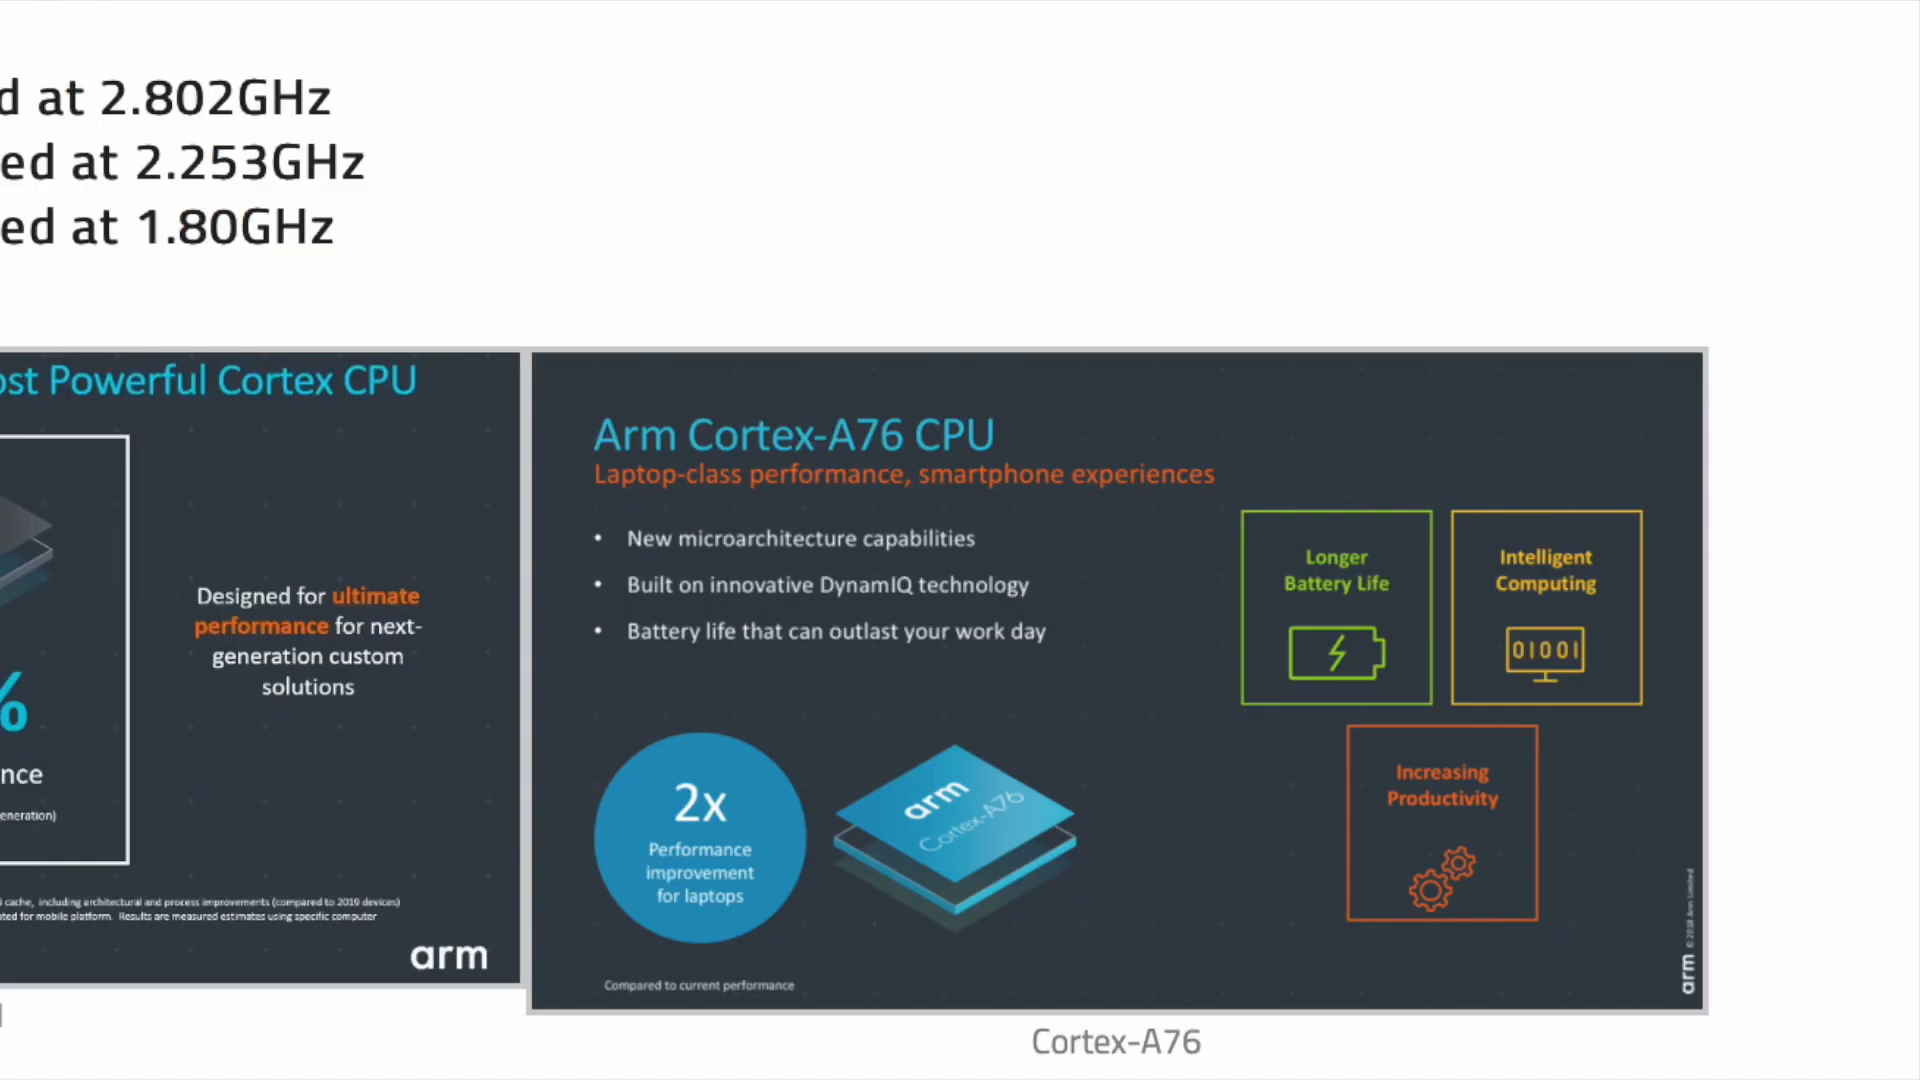 at 2.802GHz
ed at 2.253GHz
ed at 1.80GHz
Powerful Cortex CPU
Designed for ultimate
performance for next-
generation custom
solutions
%
cache, including architectural and process improvements (compared to 2019 devices)
for mobile platform. Results are measured estimates using specific computer
arm
Arm Cortex-A76 CPU
Laptop-class performance, smartphone experiences
• New microarchitecture capabilities
• Built on innovative DynamIQ technology
• Battery life that can outlast your work day
Longer
Battery Life
Intelligent
Computing
01001
Increasing
Productivity
2x
Performance
improvement
for laptops
arm
Cortex-A76
Compared to current performance
arm © 2018 Arm Limited
Cortex-A76